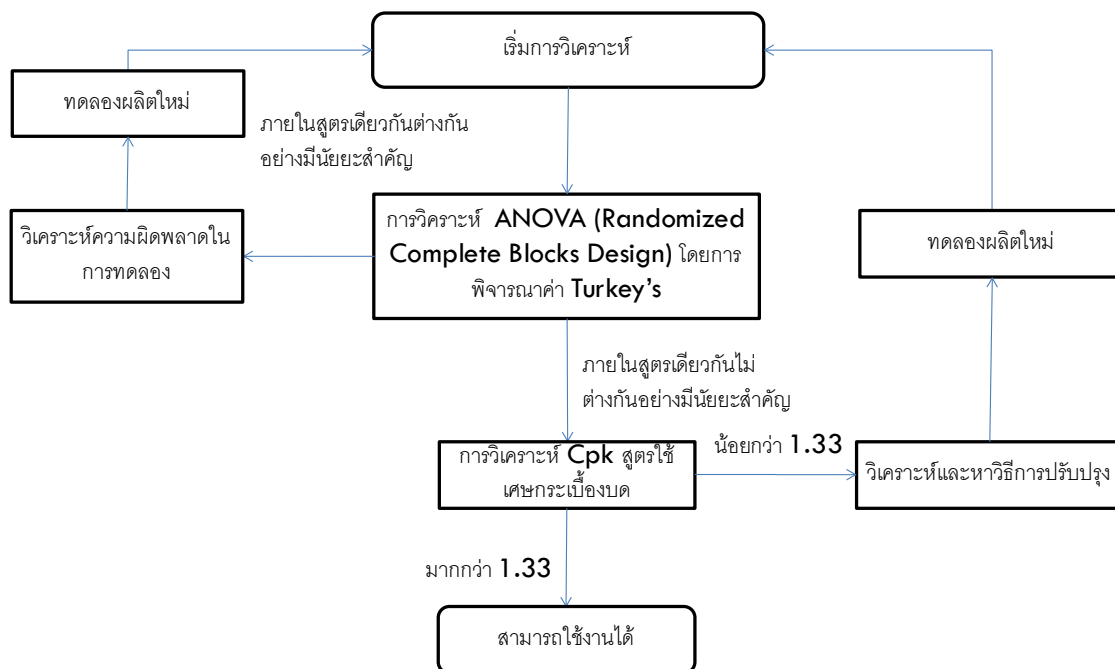 เริ่มการวิเคราะห์
ทดลองผลิตใหม่
ภายในสูตรเดียวกันต่างกัน
อย่างมีนัยยะสำคัญ
การวิคราะห์ ANOVA (Randomized
Complete Blocks Design) โดยการ
พิจารณาค่า Turkey's
วิเคราะห์ความผิดพลาดใน
การทดลอง
ทดลองผลิตใหม่
ภายในสูตรเดียวกันไม่
ต่างกันอย่างมีนัยยะสำคัญ
การวิเคราะห์ Cpk สูตรใช้
เศษกระเบื้องบด
น้อยกว่า 1.33
วิเคราะห์และหาวิธีการปรับปรุง
มากกว่า 1.33
สามารถใช้งานได้